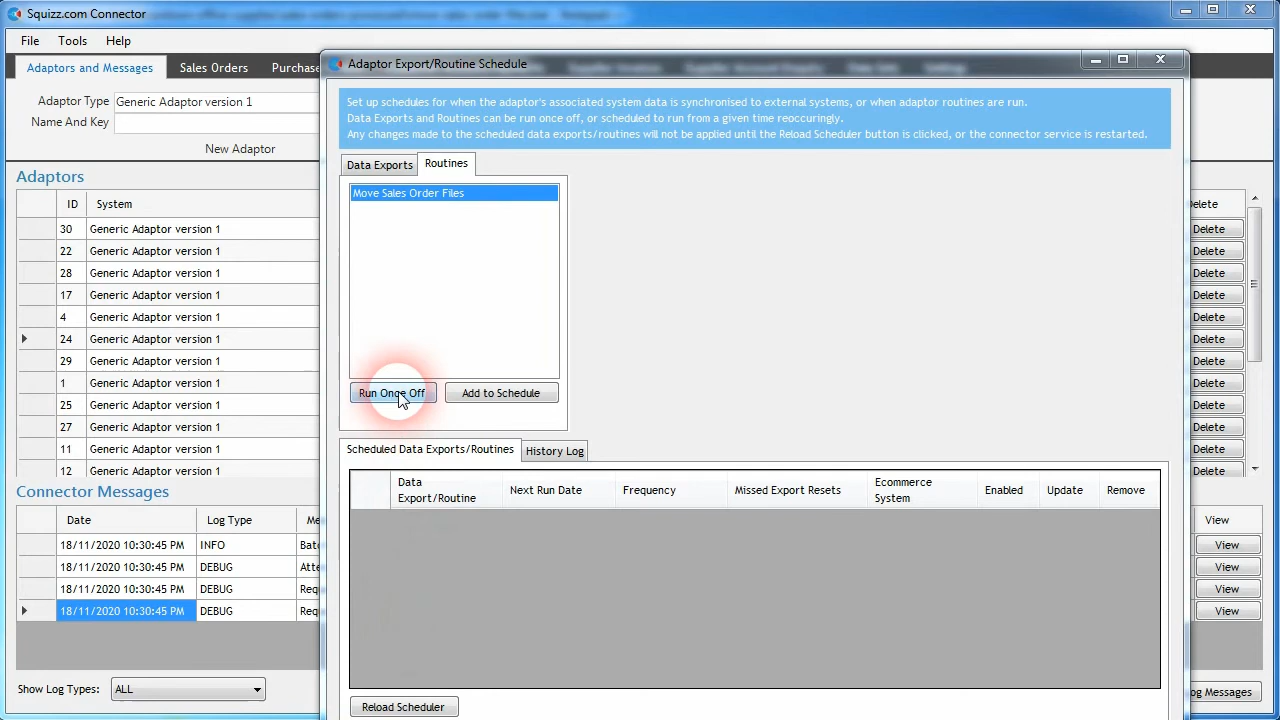 Squizz.com Connector
File Tools Help
Adaptors and Messages Sales Orders Purchase
Adaptor Type Generic Adaptor version 1
Name And Key
New Adaptor
Adaptors
ID System
30 Generic Adaptor version 1
22 Generic Adaptor version 1
28 Generic Adaptor version 1
17 Generic Adaptor version 1
4 Generic Adaptor version 1
24 Generic Adaptor version 1
29 Generic Adaptor version 1
1 Generic Adaptor version 1
25 Generic Adaptor version 1
27 Generic Adaptor version 1
11 Generic Adaptor version 1
12 Generic Adaptor version 1
Connector Messages
Date Log Type Me
18/11/2020 10:30:45 PM INFO Batc
18/11/2020 10:30:45 PM DEBUG Atte
18/11/2020 10:30:45 PM DEBUG Req
18/11/2020 10:30:45 PM DEBUG Req
Show Log Types: ALL
Adaptor Export/Routine Schedule
Set up schedules for when the adaptor's associated system data is synchronised to external systems, or when adaptor routines are run.
Data Exports and Routines can be run once off, or scheduled to run from a given time reoccuringly.
Any changes made to the scheduled data exports/routines will not be applied until the Reload Scheduler button is clicked, or the connector service is restarted.
Data Exports Routines
Move Sales Order Files
Run Once Off Add to Schedule
Scheduled Data Exports/Routines History Log
Data Export/Routine Next Run Date Frequency Missed Export Resets Ecommerce System Enabled Update Remove
Reload Scheduler
Delete
Delete
Delete
Delete
Delete
Delete
Delete
Delete
Delete
Delete
Delete
Delete
Delete
View
View
View
View
View
og Messages